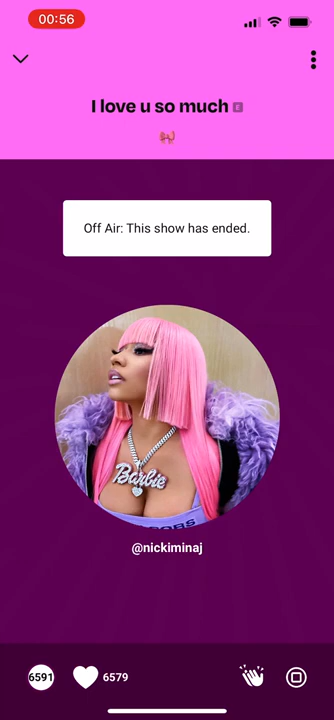 00:56
I love u so much E
Off Air: This show has ended.
Barbie
@nickiminaj
6591
6579